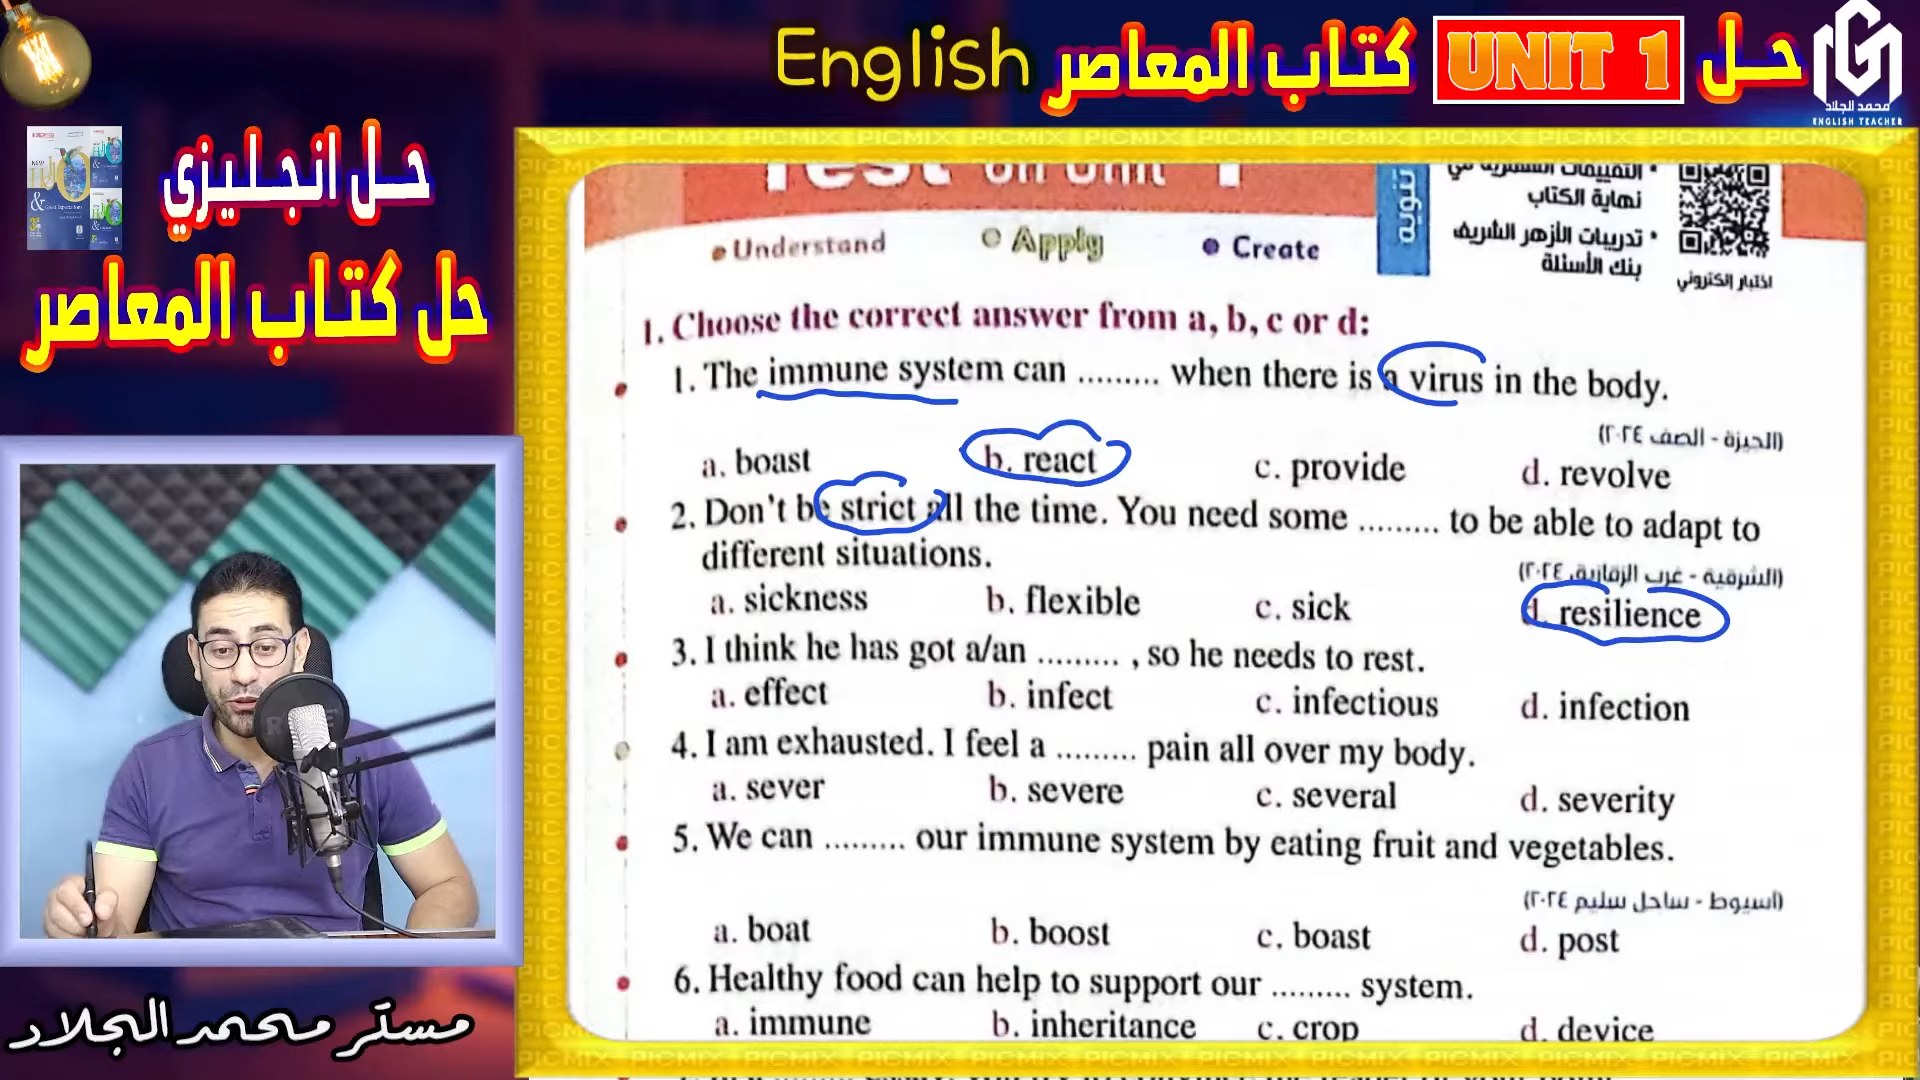 حل UNIT 1 كتاب المعاصر English
محمد الجلاد
ENGLISH TEACHER
حل انجليزي
حل كتاب المعاصر
مستر محمد الجلاد
Test on Unit 1
Understand
Apply
Create
تنويه
نهاية الكتاب
• تدريبات الأزهر الشريف
بنك الأسئلة
اختبار إلكتروني
1. Choose the correct answer from a, b, c or d:
1. The immune system can ......... when there is a virus in the body.
(الجيزة - الصف ٢٠٢٤)
a. boast b. react c. provide d. revolve
2. Don't be strict all the time. You need some ......... to be able to adapt to
different situations.
(الشرقية - غرب الزقازيق ٢٠٢٤)
a. sickness b. flexible c. sick d. resilience
3. I think he has got a/an ......... , so he needs to rest.
a. effect b. infect c. infectious d. infection
4. I am exhausted. I feel a ......... pain all over my body.
a. sever b. severe c. several d. severity
5. We can ......... our immune system by eating fruit and vegetables.
(أسيوط - ساحل سليم ٢٠٢٤)
a. boat b. boost c. boast d. post
6. Healthy food can help to support our ......... system.
a. immune b. inheritance c. crop d. device